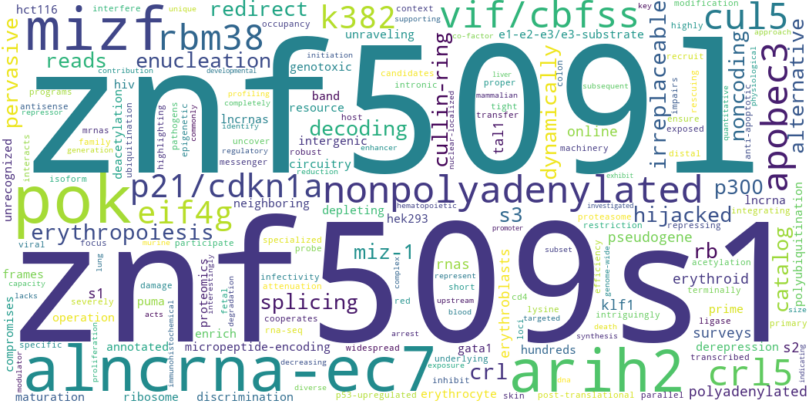 hct116 interfere unique redirect k382 vif/cbfss key modification cul5
mizf rbm38 unraveling supporting context occupancy co-factor e1-e2-e3/e3-substrate highly approach
pervasive reads enucleation genotoxic candidates initiation developmental recruit rescuing
znf509l
programs contribution profiling band intronic liver subsequent impairs noncoding apobec3 alternative
antisense hiv completely resource colon proper mammalian ensure irreplaceable quantitative physiological
repressor deacetylation ubiquitination lncrnas host tight transfer tal1 exposed anti-apoptotic
mrnas highlighting pathogens epigenetic commonly uncover identify decoding online dynamically
family generation regulatory intergenic enhancer cullin-ring nuclear-localized machinery distal
interacts isoform messenger robust reduction circuitry exhibit
unrecognized pok p21/cdkn1a nonpolyadenylated p300 lncrna
eif4g neighboring depleting hematopoietic investigated s3 hijacked integrating
erythropoiesis hek293 promoter proteasome restriction repressing polyubiquitination
viral focus murine participate specialized probe miz-1 pseudogene rb catalog
znf509s1
frames capacity lung proteomics interestingly fetal rnas represent short subset efficiency genome-wide acetylation erythroid
lacks s1 damage infectivity attenuation complex upstream erythroblasts cd4 lysine klf1 terminally
compromises severely puma acts degradation splicing red blood targeted loci intriguingly prime ligase primary size
operation immunohistochemical enrich cooperates rna-seq arrest gata1 death synthesis surveys derepression s2
specific annotated micropeptide-encoding widespread underlying hundreds transcribed
modulator alncrna-ec7 proliferation decreasing diverse crl inhibit exposure arih2 dna crl5 indicating
maturation ribosome discrimination p53-upregulated erythrocyte skin post-translational parallel polyadenylated